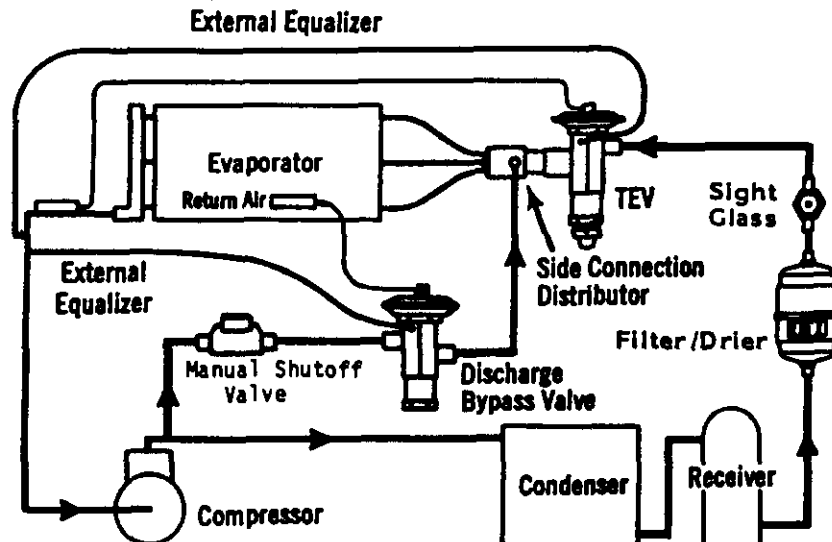 External Equalizer
Evaporator
Return Air
TEV
Sight
Glass
Side Connection
Distributor
External
Equalizer
Filter/Drier
Manual Shutoff
Valve
Discharge
Bypass Valve
Condenser
Receiver
Compressor